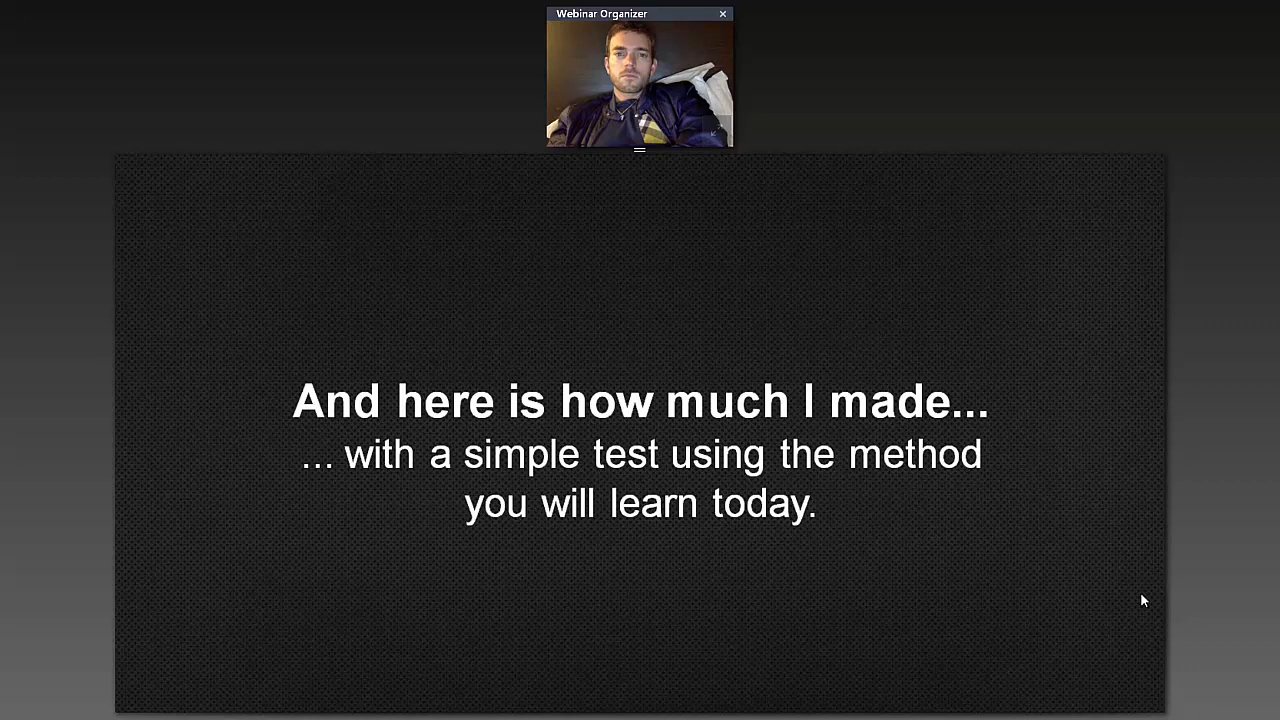 Webinar Organizer
And here is how much I made...
... with a simple test using the method
you will learn today.